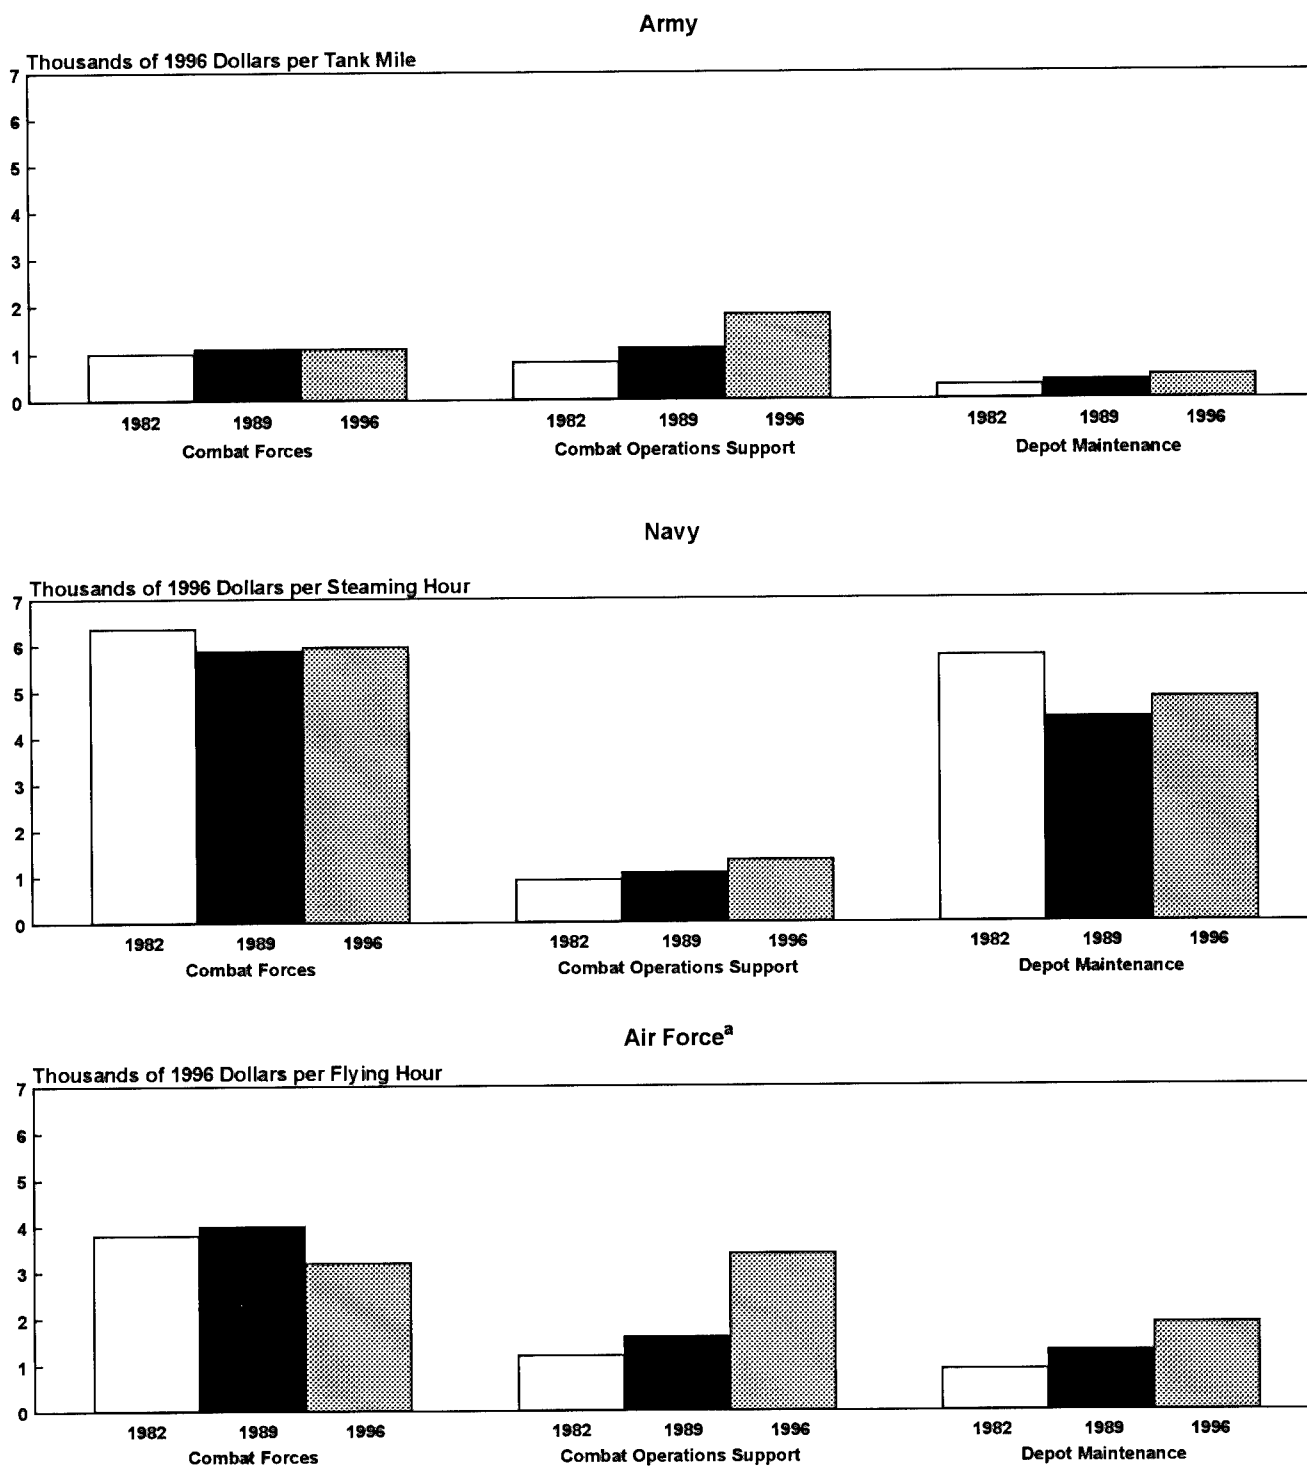 Army
Thousands of 1996 Dollars per Tank Mile
7
6
5
4
3
2
1
0
1982 1989 1996 1982 1989 1996 1982 1989 1996
Combat Forces Combat Operations Support Depot Maintenance
Navy
Thousands of 1996 Dollars per Steaming Hour
7
6
5
4
3
2
1
0
1982 1989 1996 1982 1989 1996 1982 1989 1996
Combat Forces Combat Operations Support Depot Maintenance
Air Force^a
Thousands of 1996 Dollars per Flying Hour
7
6
5
4
3
2
1
0
1982 1989 1996 1982 1989 1996 1982 1989 1996
Combat Forces Combat Operations Support Depot Maintenance